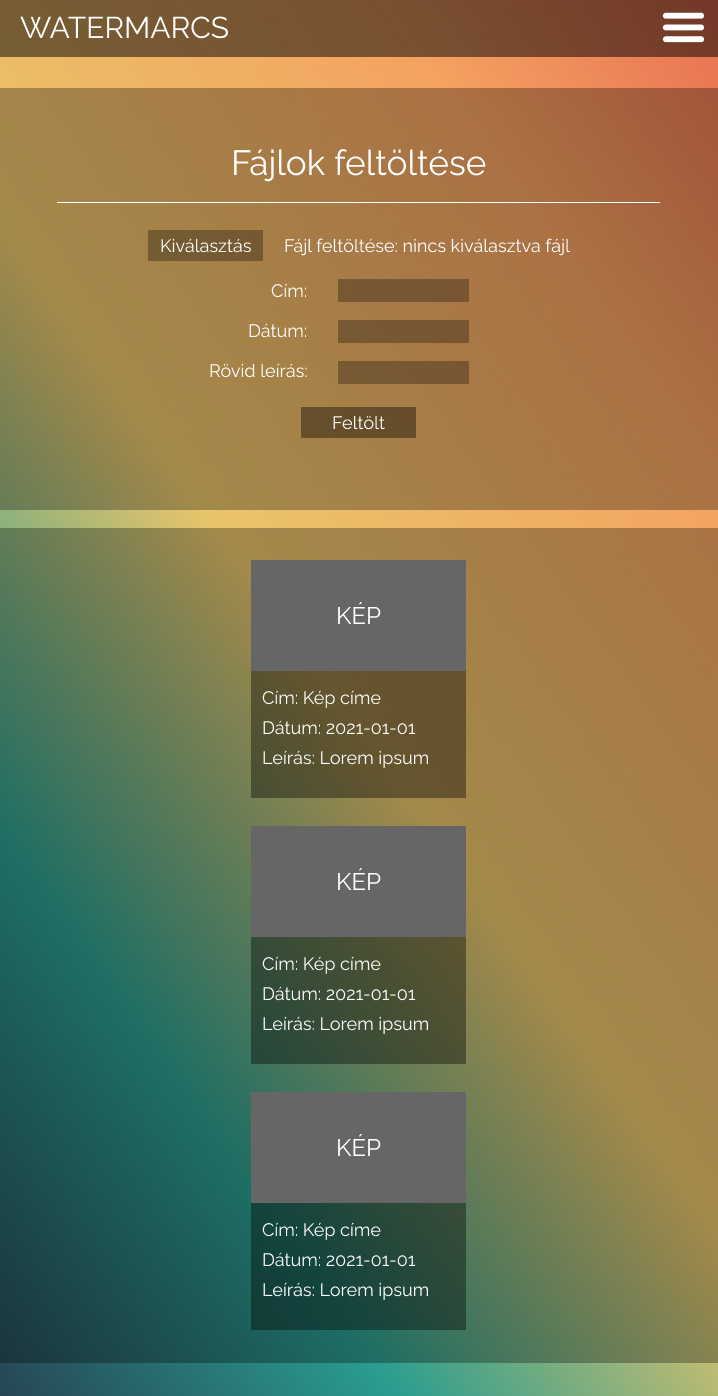 WATERMARCS
Fájlok feltöltése
Kiválasztás Fájl feltöltése: nincs kiválasztva fájl
Cím:
Dátum:
Rövid leírás:
Feltölt
KÉP
Cím: Kép címe
Dátum: 2021-01-01
Leírás: Lorem ipsum
KÉP
Cím: Kép címe
Dátum: 2021-01-01
Leírás: Lorem ipsum
KÉP
Cím: Kép címe
Dátum: 2021-01-01
Leírás: Lorem ipsum